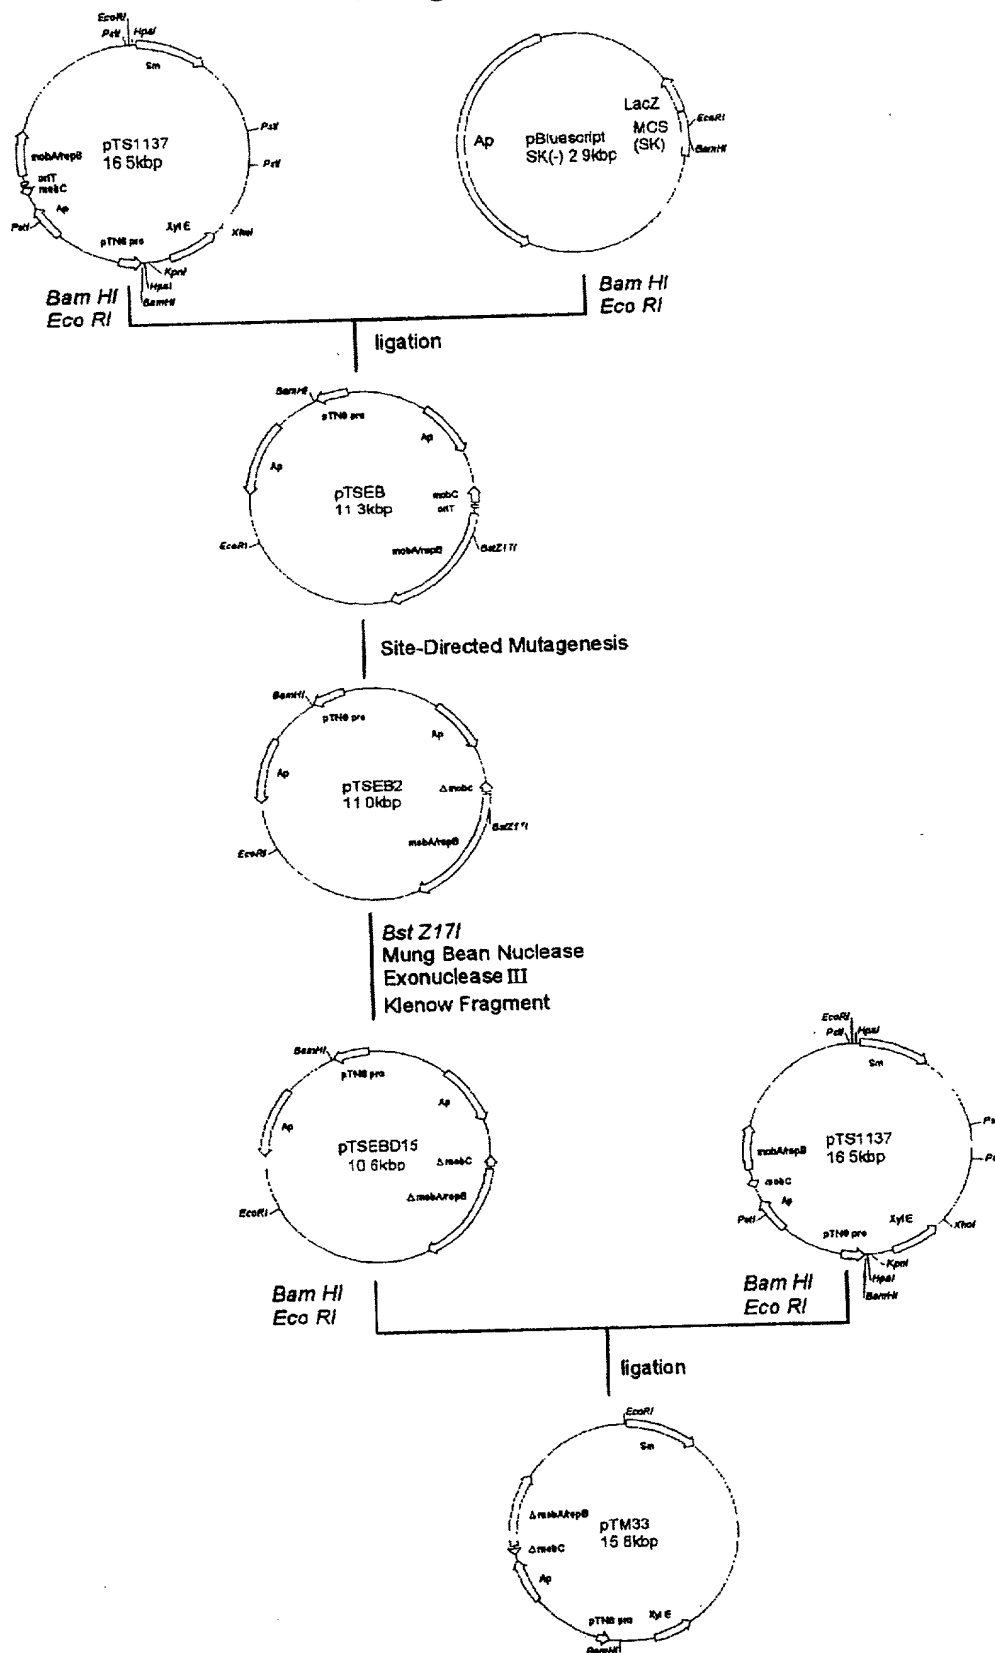 EcoRI
PstI HpaI
Sm
PstI
PstI
pTS1137
16 5kbp
mobA/repB
oriT
mobC
Ap
PstI
Xyl E
XhoI
pTN8 pro
KpnI
HpaI
BamHI
Bam HI
Eco RI
LacZ
MCS
(SK)
EcoRI
BamHI
Ap
pBluescript
SK(-) 2 9kbp
Bam HI
Eco RI
ligation
BamHI
pTN8 pro
Ap
Ap
pTSEB
11 3kbp
mobC
oriT
EcoRI
mobA/repB
BstZ17I
Site-Directed Mutagenesis
BamHI
pTN8 pro
Ap
Ap
pTSEB2
11 0kbp
Δmobc
BstZ17I
mobA/repB
EcoRI
Bst Z17I
Mung Bean Nuclease
Exonuclease III
Klenow Fragment
BamHI
pTN8 pro
Ap
Ap
pTSEBD15
10 6kbp
ΔmobC
ΔmobA/repB
EcoRI
Bam HI
Eco RI
EcoRI
PstI HpaI
Sm
Ps
Ps
pTS1137
16 5kbp
mobA/repB
mobC
Ap
PstI
Xyl E
XhoI
pTN8 pro
KpnI
HpaI
BamHI
Bam HI
Eco RI
ligation
EcoRI
Sm
ΔmobA/repB
pTM33
15 8kbp
ΔmobC
Ap
pTN8 pro
Xyl E
BamHI